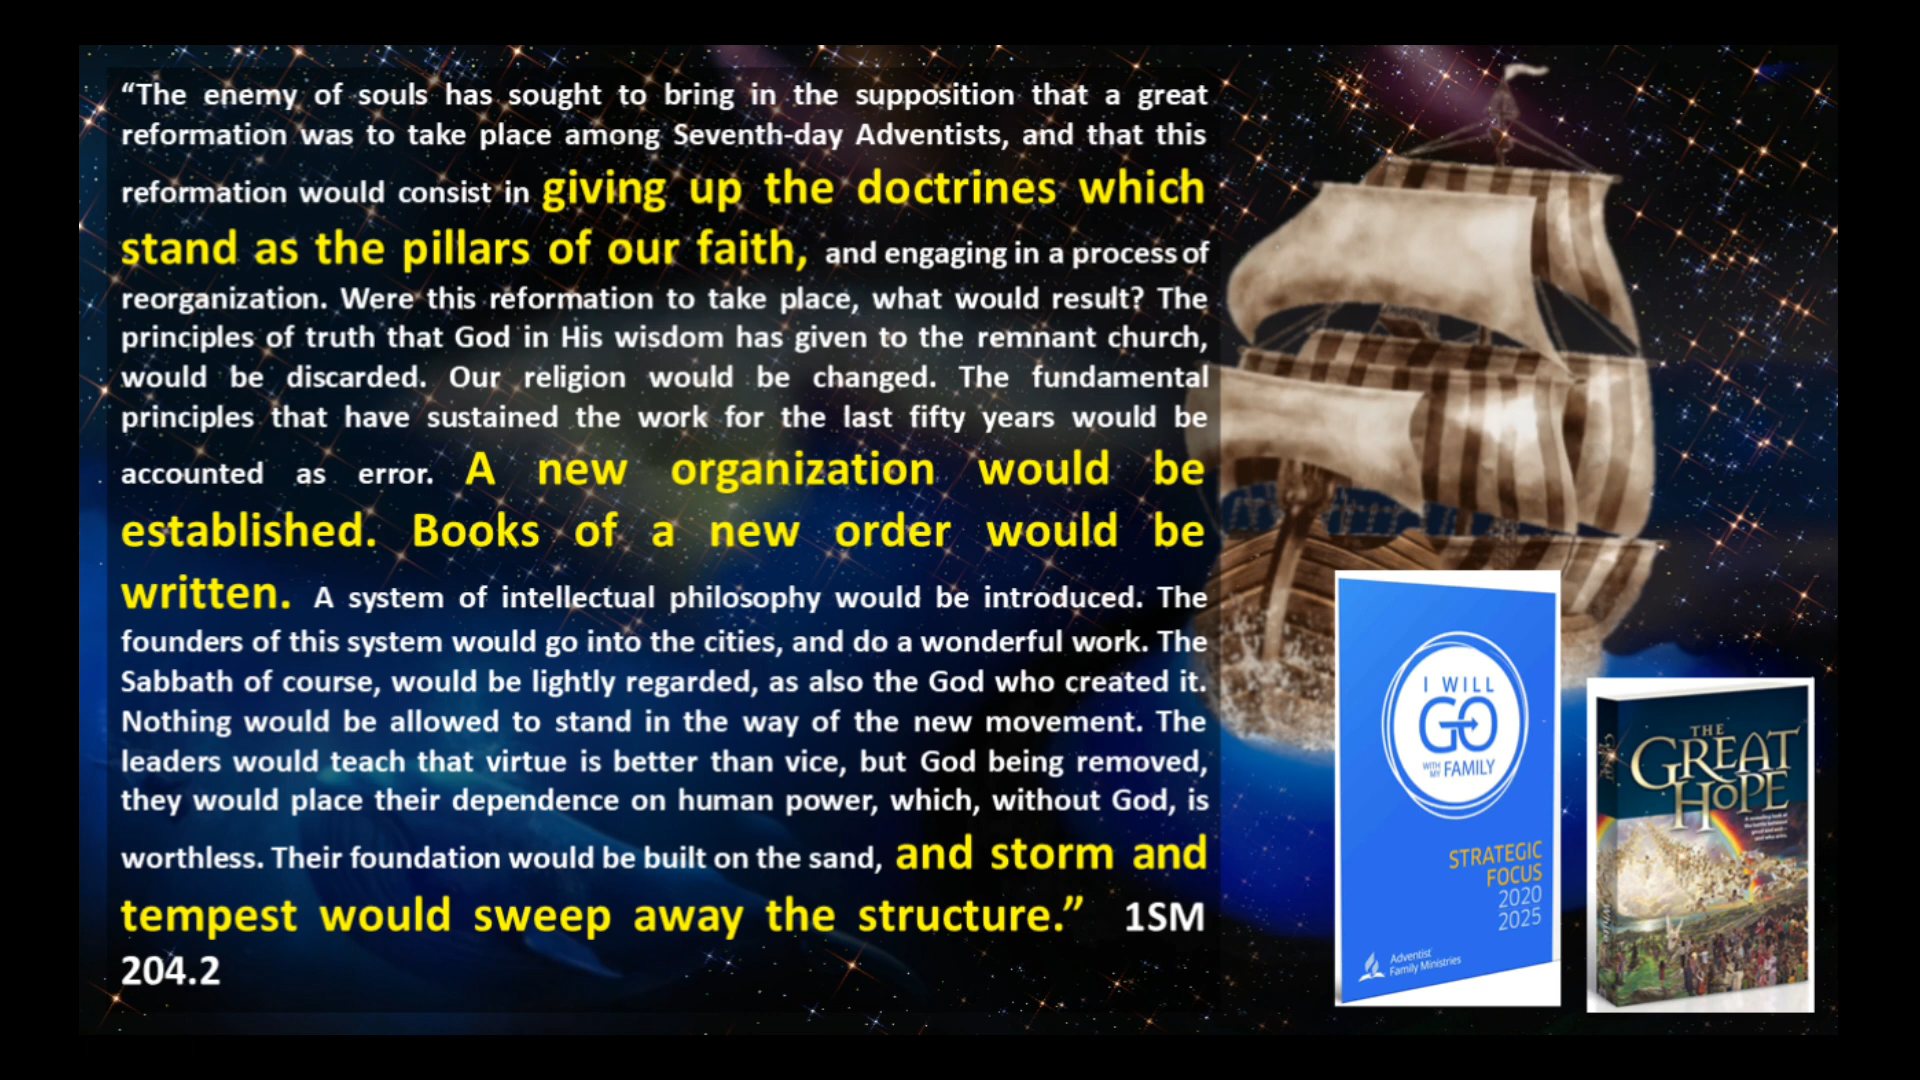 “The enemy of souls has sought to bring in the supposition that a great
reformation was to take place among Seventh-day Adventists, and that this
reformation would consist in giving up the doctrines which
stand as the pillars of our faith, and engaging in a process of
reorganization. Were this reformation to take place, what would result? The
principles of truth that God in His wisdom has given to the remnant church,
would be discarded. Our religion would be changed. The fundamental
principles that have sustained the work for the last fifty years would be
accounted as error. A new organization would be
established. Books of a new order would be
written. A system of intellectual philosophy would be introduced. The
founders of this system would go into the cities, and do a wonderful work. The
Sabbath of course, would be lightly regarded, as also the God who created it.
Nothing would be allowed to stand in the way of the new movement. The
leaders would teach that virtue is better than vice, but God being removed,
they would place their dependence on human power, which, without God, is
worthless. Their foundation would be built on the sand, and storm and
tempest would sweep away the structure.” 1SM
204.2
I WILL
GO
WITH MY FAMILY
STRATEGIC
FOCUS
2020
2025
Adventist
Family Ministries
THE
GREAT
HOPE